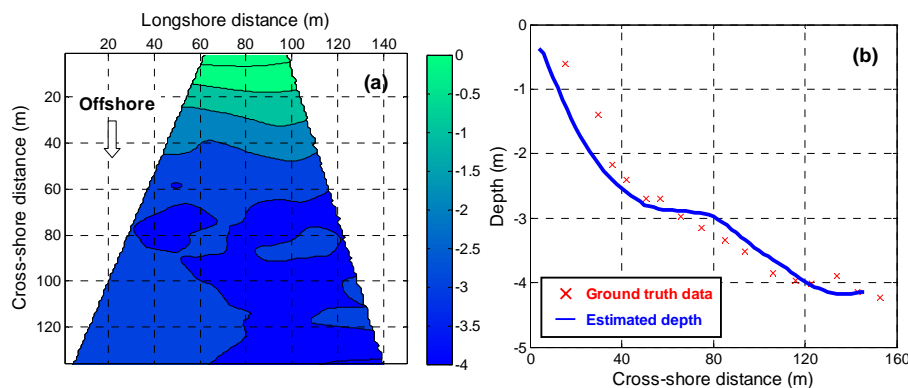 Longshore distance (m)
20 40 60 80 100 120 140
Cross-shore distance (m)
20
40
60
80
100
120
(a)
Offshore
0
-0.5
-1
-1.5
-2
-2.5
-3
-3.5
-4
(b)
Depth (m)
0
-1
-2
-3
-4
-5
Ground truth data
Estimated depth
0 40 80 120 160
Cross-shore distance (m)